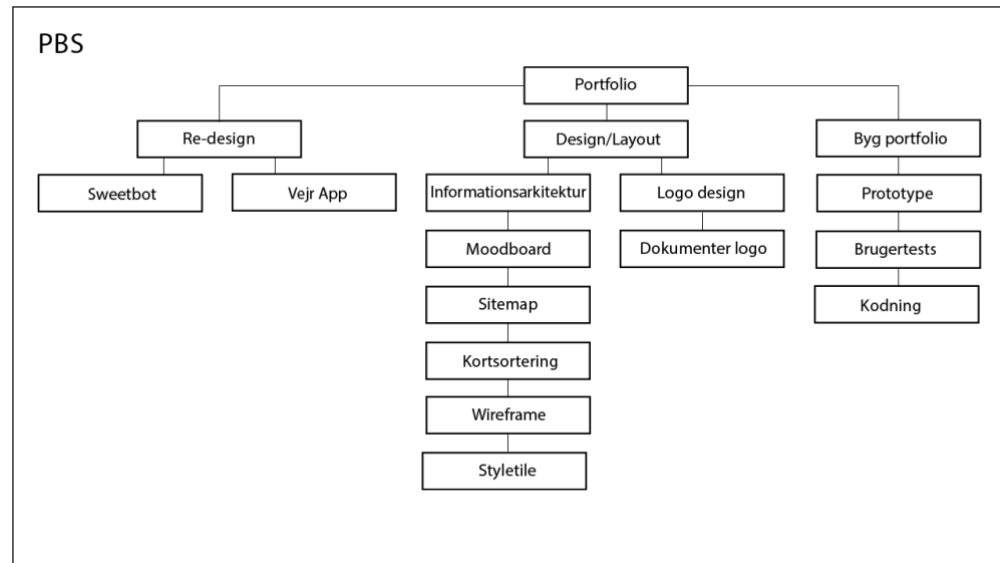 PBS
Portfolio
Re-design
Design/Layout
Byg portfolio
Sweetbot
Vejr App
Informationsarkitektur
Logo design
Prototype
Moodboard
Dokumenter logo
Brugertests
Sitemap
Kodning
Kortsortering
Wireframe
Styletile